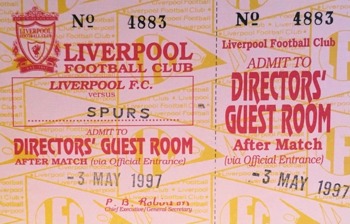 Nº 4883
LIVERPOOL
FOOTBALL CLUB
LIVERPOOL F.C.
versus
SPURS
ADMIT TO
DIRECTORS' GUEST ROOM
AFTER MATCH (via Official Entrance)
-3 MAY 1997
P. B. Robinson
Chief Executive/General Secretary
Nº 4883
Liverpool Football Club
ADMIT TO
DIRECTORS'
GUEST ROOM
After Match
(via Official Entrance)
-3 MAY 1997